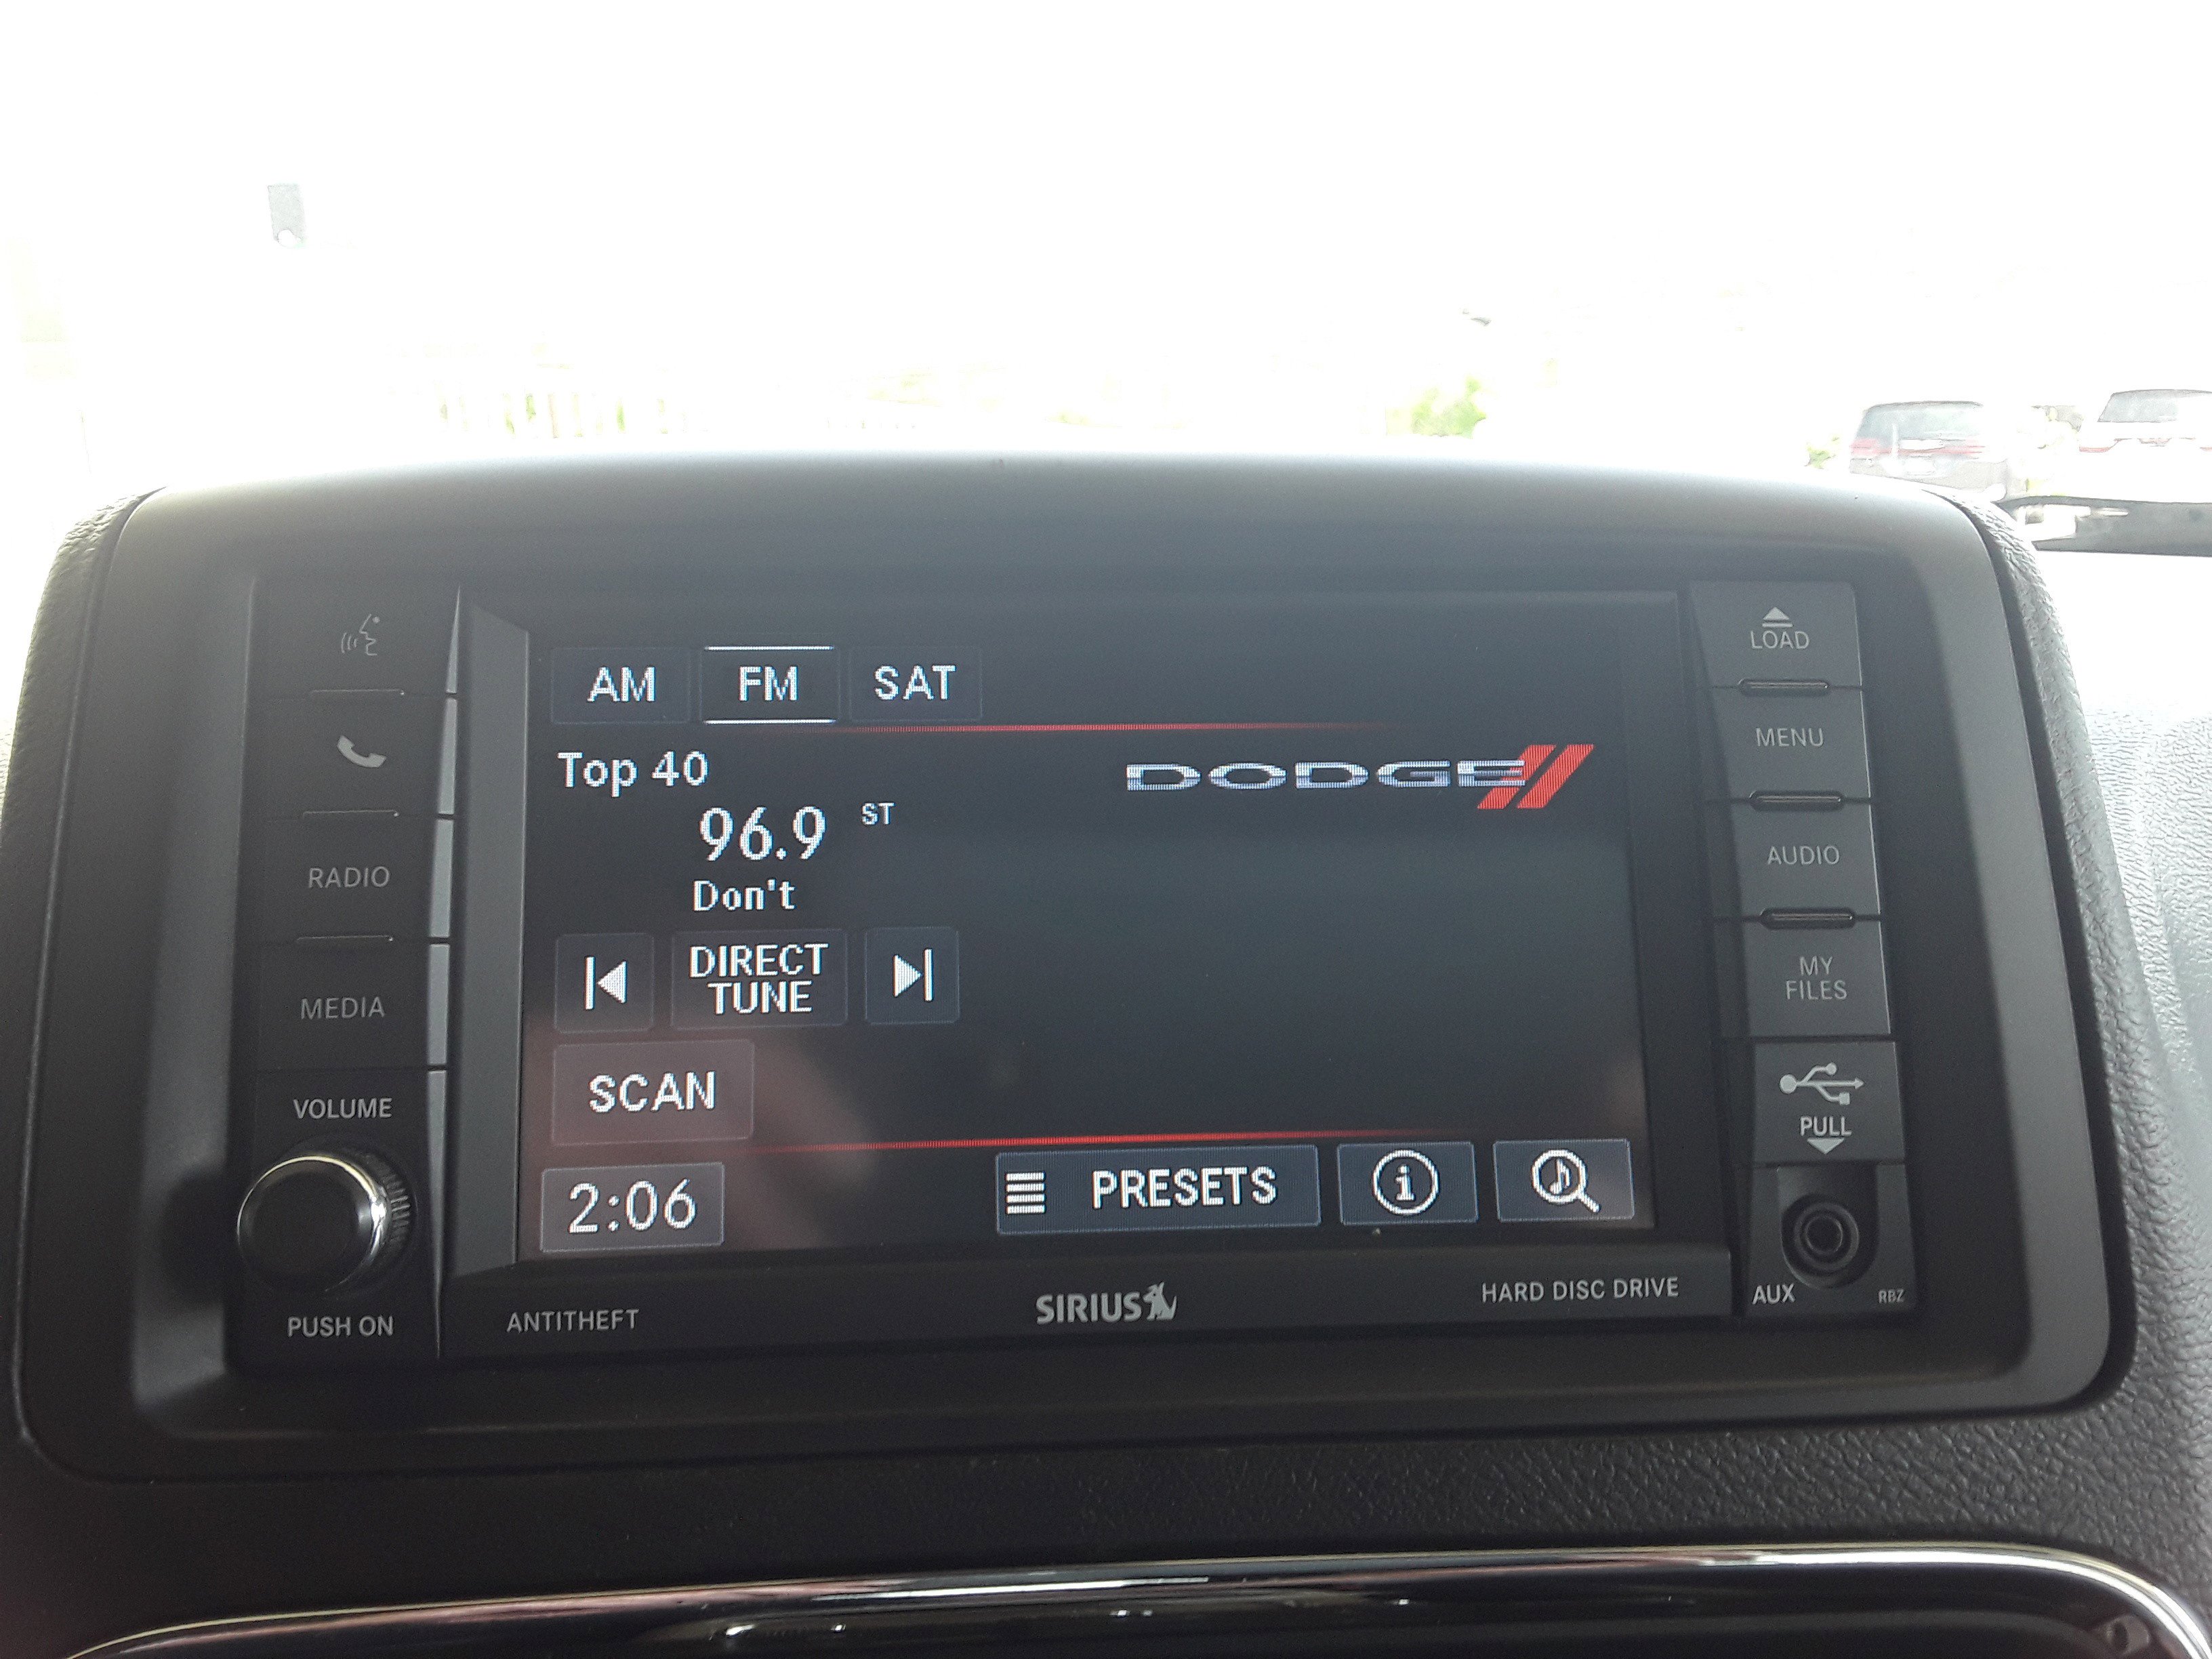 AM FM SAT
Top 40
DODGE
96.9 ST
Don't
DIRECT
TUNE
SCAN
2:06
PRESETS
i
RADIO
MEDIA
VOLUME
PUSH ON
LOAD
MENU
AUDIO
MY
FILES
PULL
AUX
RBZ
ANTITHEFT
SIRIUS
HARD DISC DRIVE